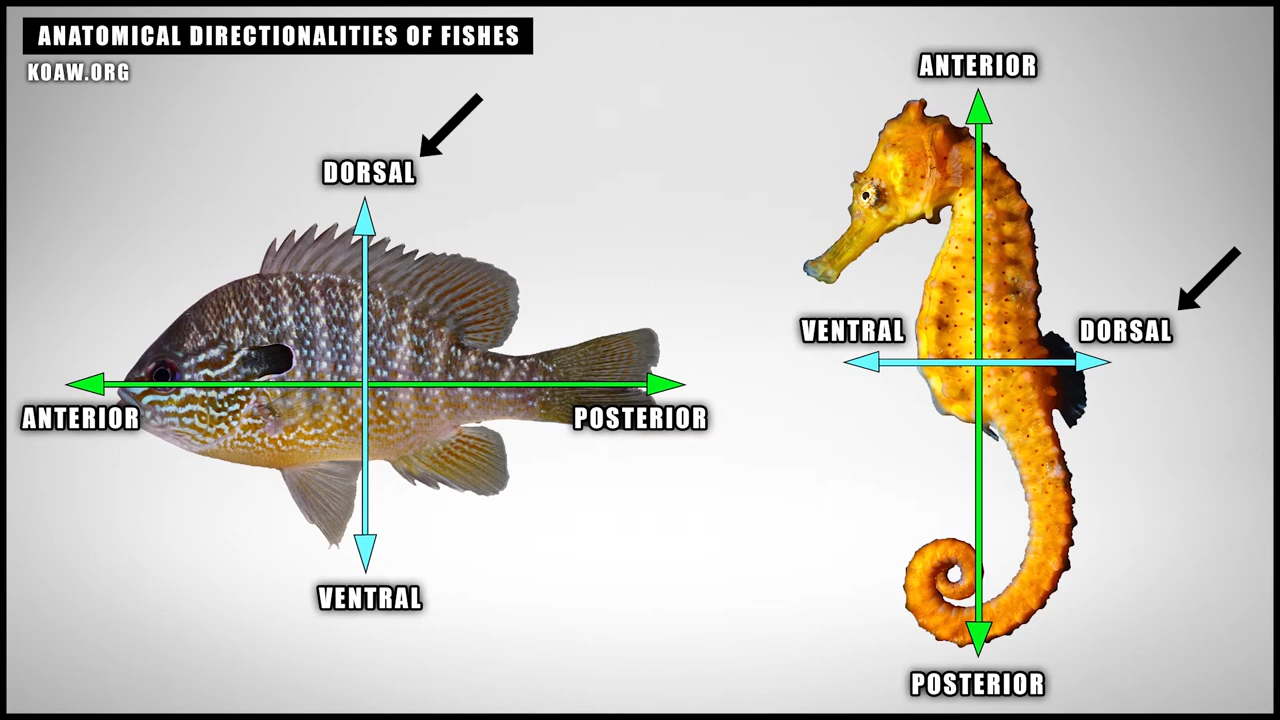 ANATOMICAL DIRECTIONALITIES OF FISHES
KOAW.ORG
DORSAL
ANTERIOR
POSTERIOR
VENTRAL
ANTERIOR
VENTRAL
DORSAL
POSTERIOR